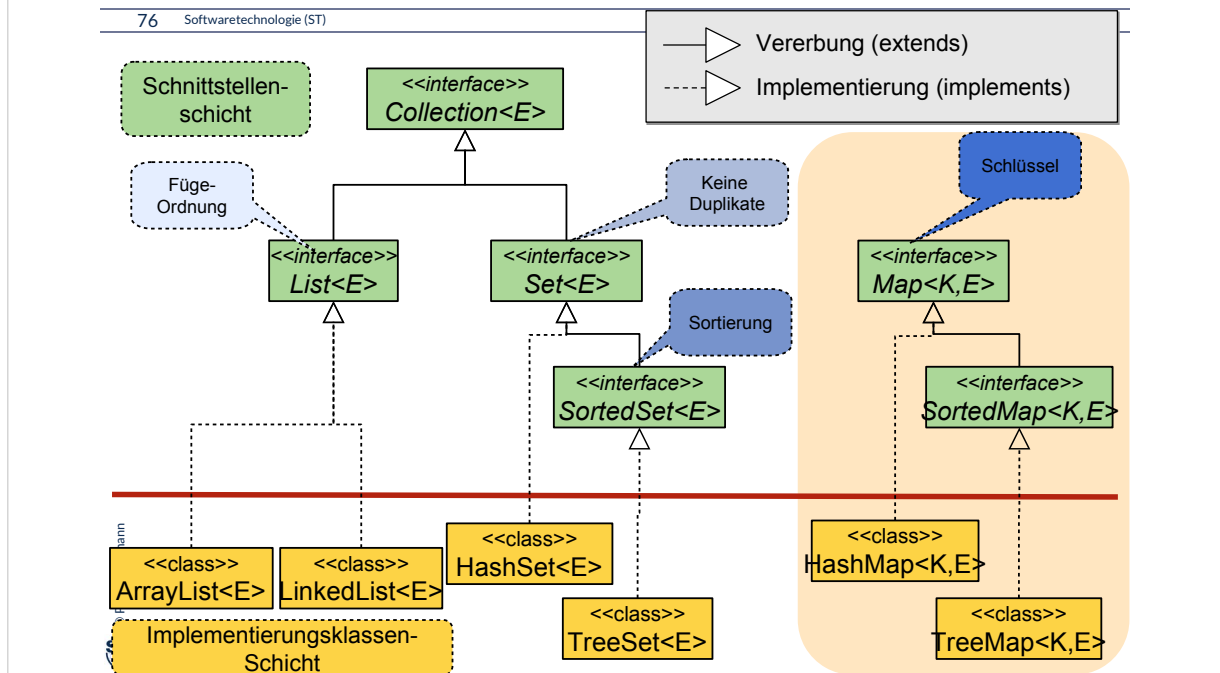 76 Softwaretechnologie (ST)
Vererbung (extends)
Implementierung (implements)
Schnittstellen-
schicht
<<interface>>
Collection<E>
Füge-
Ordnung
Keine
Duplikate
Schlüssel
<<interface>>
List<E>
<<interface>>
Set<E>
<<interface>>
Map<K,E>
Sortierung
<<interface>>
SortedSet<E>
<<interface>>
SortedMap<K,E>
<<class>>
ArrayList<E>
<<class>>
LinkedList<E>
<<class>>
HashSet<E>
<<class>>
HashMap<K,E>
<<class>>
TreeSet<E>
<<class>>
TreeMap<K,E>
Implementierungsklassen-
Schicht